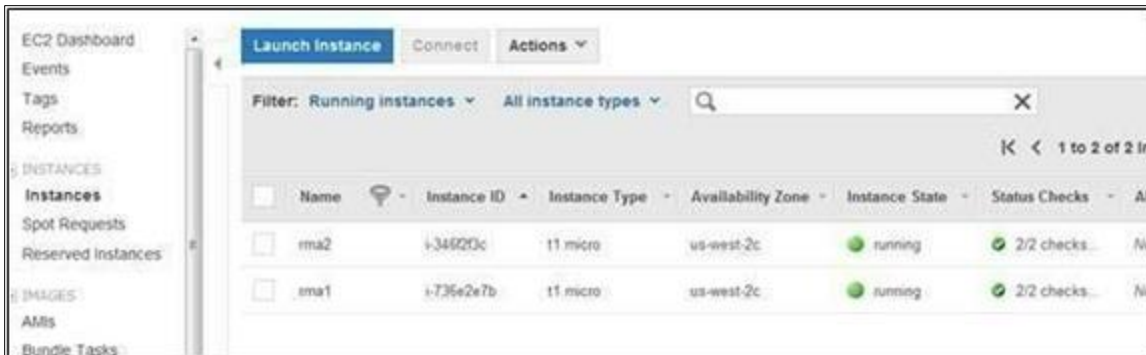 EC2 Dashboard
Events
Tags
Reports
INSTANCES
Instances
Spot Requests
Reserved Instances
IMAGES
AMIs
Bundle Tasks
Launch Instance Connect Actions
Filter: Running instances All instance types
1 to 2 of 2
Name Instance ID Instance Type Availability Zone Instance State Status Checks
rma2 t1.micro us-west-2c running 2/2 checks...
rma1 i-736e2e7b t1.micro us-west-2c running 2/2 checks...